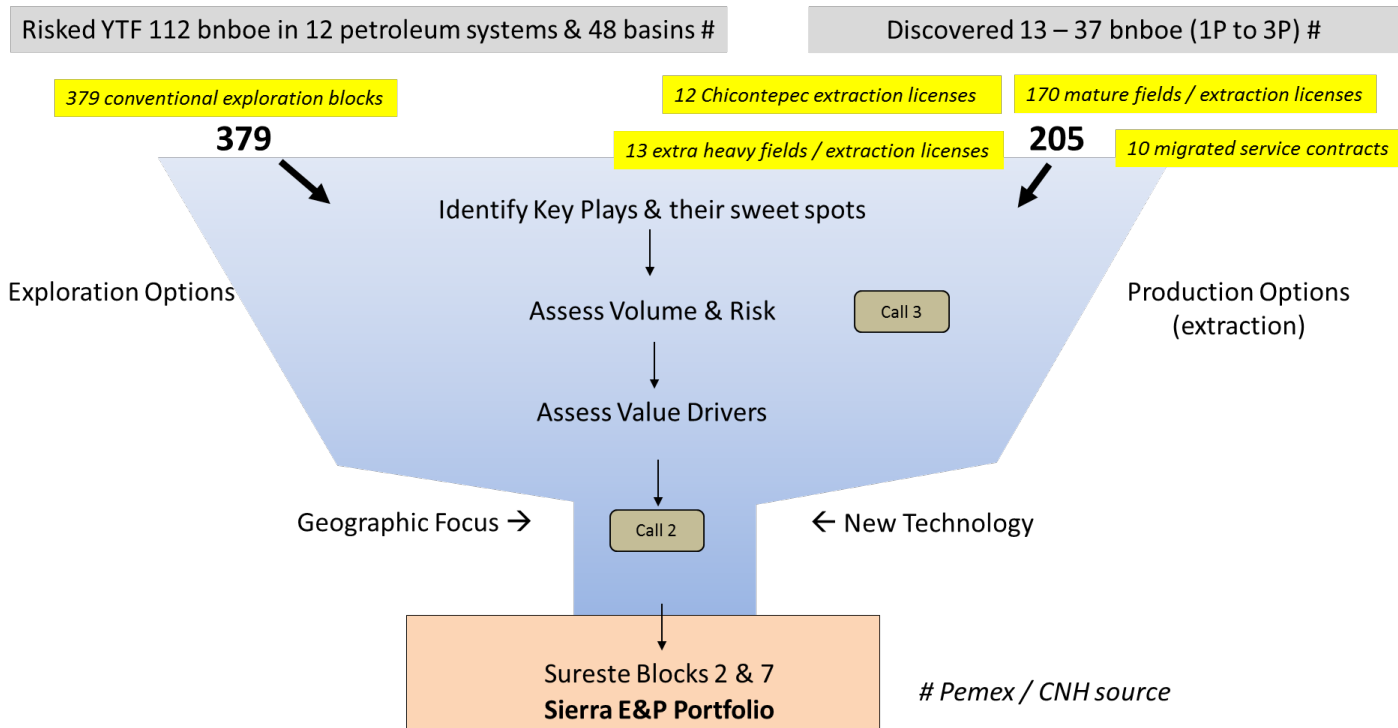 Risked YTF 112 bnboe in 12 petroleum systems & 48 basins #
Discovered 13 – 37 bnboe (1P to 3P) #
379 conventional exploration blocks
12 Chicontepec extraction licenses
170 mature fields / extraction licenses
379
13 extra heavy fields / extraction licenses
205
10 migrated service contracts
Identify Key Plays & their sweet spots
Exploration Options
Assess Volume & Risk
Call 3
Production Options
(extraction)
Assess Value Drivers
Geographic Focus →
Call 2
← New Technology
Sureste Blocks 2 & 7
Sierra E&P Portfolio
# Pemex / CNH source